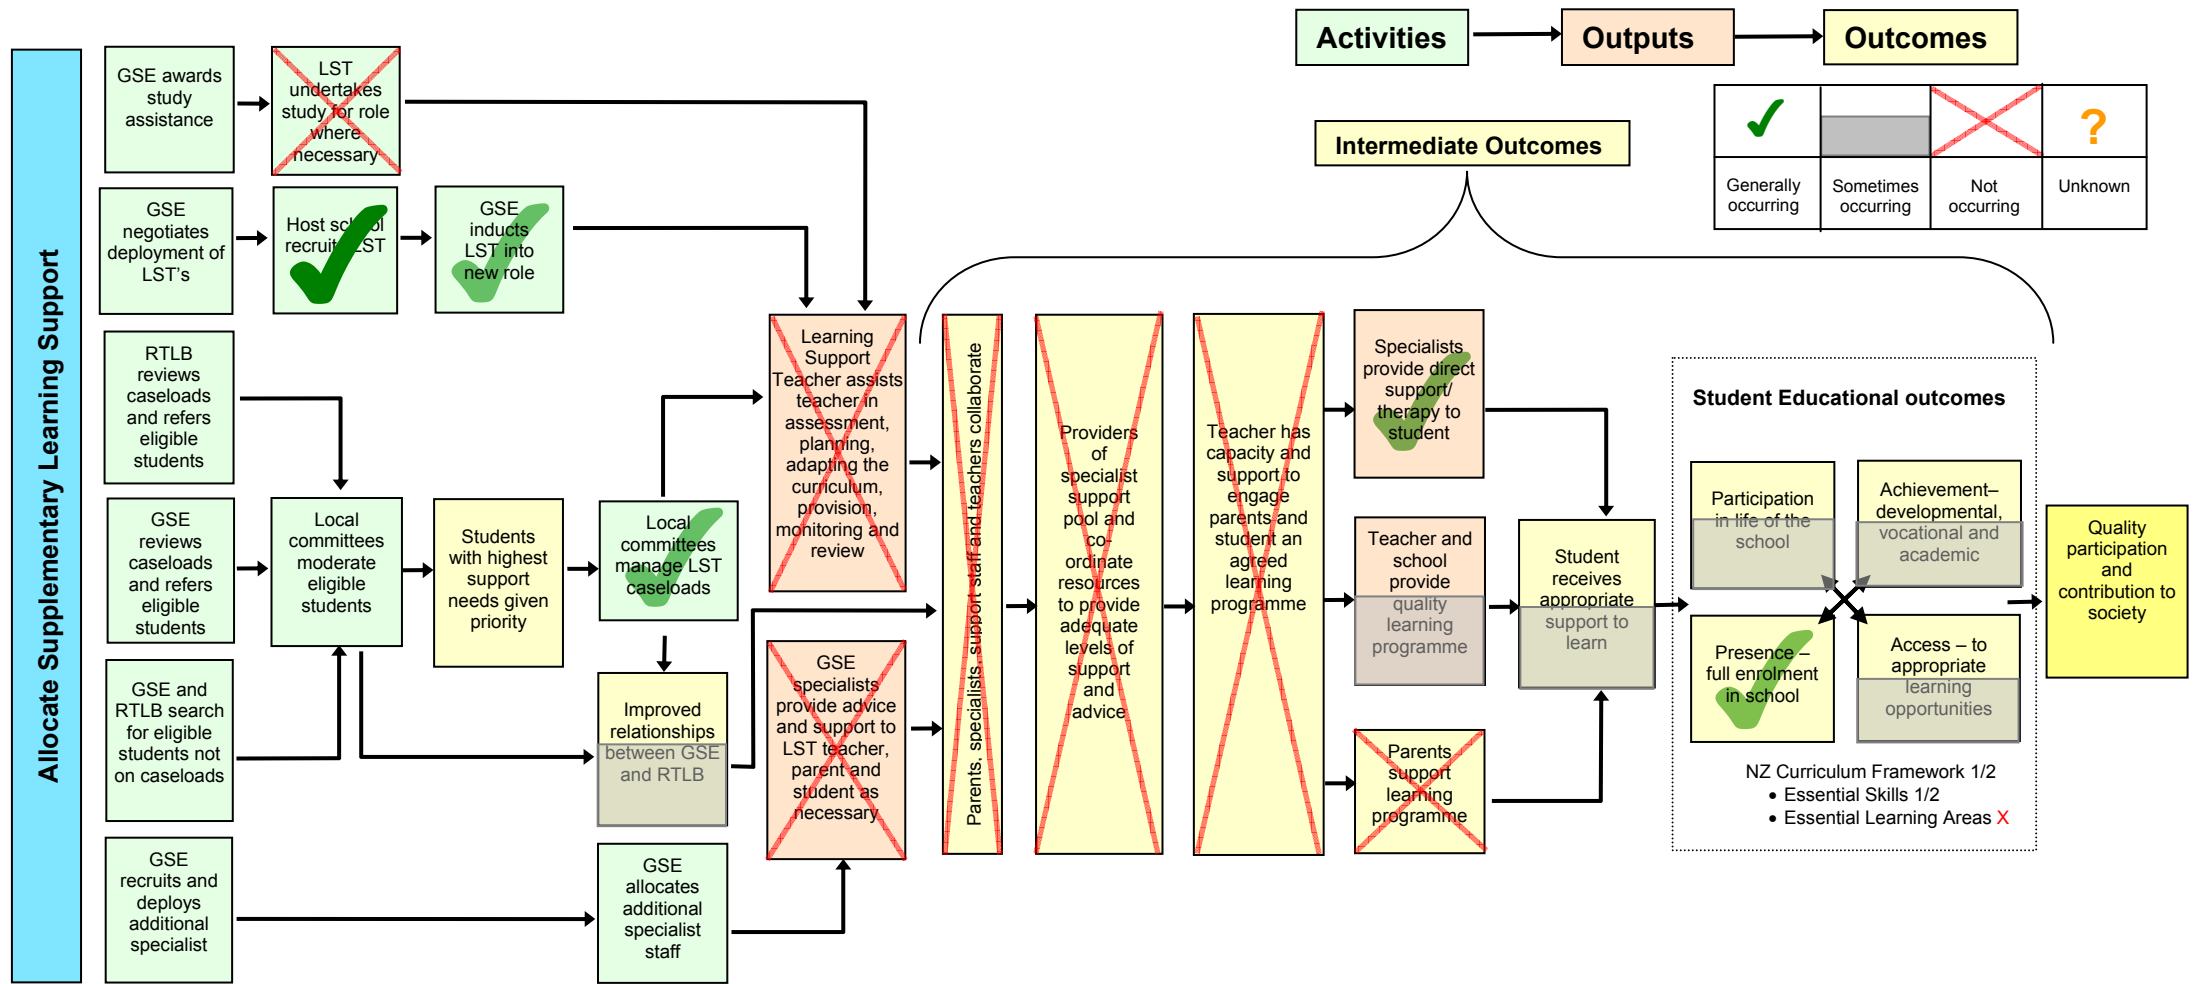 Allocate Supplementary Learning Support
GSE awards
study
assistance
LST
undertakes
study for role
where
necessary
GSE
negotiates
deployment of
LST's
Host school
recruits LST
GSE
inducts
LST into
new role
RTLB
reviews
caseloads
and refers
eligible
students
GSE
reviews
caseloads
and refers
eligible
students
GSE and
RTLB search
for eligible
students not
on caseloads
GSE
recruits and
deploys
additional
specialist
Local
committees
moderate
eligible
students
Students
with highest
support
needs given
priority
Local
committees
manage LST
caseloads
Improved
relationships
between GSE
and RTLB
GSE
allocates
additional
specialist
staff
Learning
Support
Teacher assists
teacher in
assessment,
planning,
adapting the
curriculum,
provision,
monitoring and
review
GSE
specialists
provide advice
and support to
LST teacher,
parent and
student as
necessary
Parents, specialists, support staff and teachers collaborate
Providers
of
specialist
support
pool and
co-
ordinate
resources
to provide
adequate
levels of
support
and
advice
Teacher has
capacity and
support to
engage
parents and
student an
agreed
learning
programme
Specialists
provide direct
support/
therapy to
student
Teacher and
school
provide
quality
learning
programme
Parents
support
learning
programme
Student
receives
appropriate
support to
learn
Intermediate Outcomes
Activities
Outputs
Outcomes
?
Generally
occurring
Sometimes
occurring
Not
occurring
Unknown
Student Educational outcomes
Participation
in life of the
school
Achievement–
developmental,
vocational and
academic
Presence –
full enrolment
in school
Access – to
appropriate
learning
opportunities
NZ Curriculum Framework 1/2
• Essential Skills 1/2
• Essential Learning Areas X
Quality
participation
and
contribution to
society